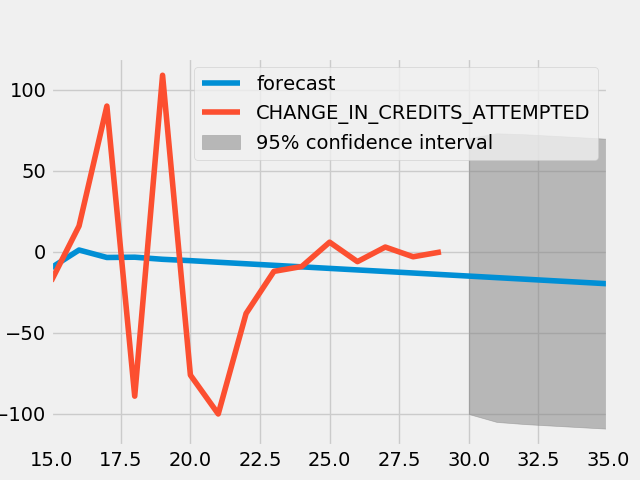 forecast
CHANGE_IN_CREDITS_ATTEMPTED
95% confidence interval
100
50
0
−50
−100
15.0 17.5 20.0 22.5 25.0 27.5 30.0 32.5 35.0